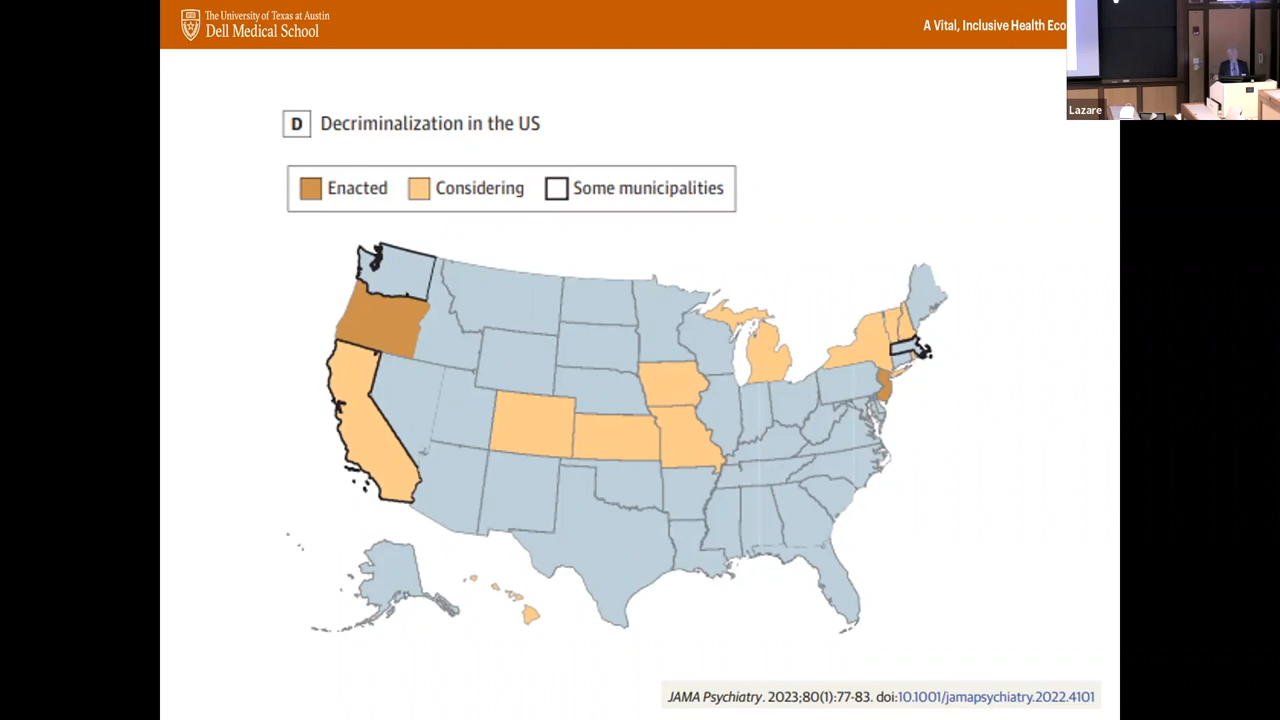 The University of Texas at Austin
Dell Medical School
A Vital, Inclusive Health Eco
Lazare
D Decriminalization in the US
Enacted Considering Some municipalities
JAMA Psychiatry. 2023;80(1):77-83. doi:10.1001/jamapsychiatry.2022.4101